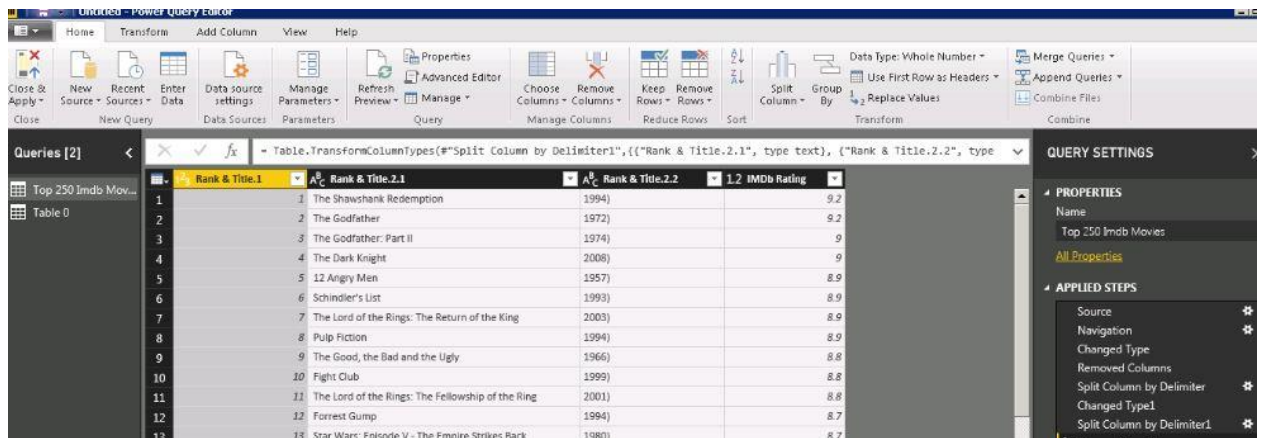 Untitled - Power Query Editor
Home Transform Add Column View Help
Close & Apply
New Source
Recent Sources
Enter Data
Data source settings
Manage Parameters
Refresh Preview
Properties
Advanced Editor
Manage
Choose Columns
Remove Columns
Keep Rows
Remove Rows
Split Column
Group By
Data Type: Whole Number
Use First Row as Headers
Replace Values
Merge Queries
Append Queries
Combine Files
Close New Query Data Sources Parameters Query Manage Columns Reduce Rows Sort Transform Combine
Queries [2]
Top 250 Imdb Mov...
Table 0
fx = Table.TransformColumnTypes(#"Split Column by Delimiter1",{{"Rank & Title.2.1", type text}, {"Rank & Title.2.2", type
Rank & Title.1 Rank & Title.2.1 Rank & Title.2.2 1.2 IMDb Rating
1 1 The Shawshank Redemption 1994) 9.2
2 2 The Godfather 1972) 9.2
3 3 The Godfather: Part II 1974) 9
4 4 The Dark Knight 2008) 9
5 5 12 Angry Men 1957) 8.9
6 6 Schindler's List 1993) 8.9
7 7 The Lord of the Rings: The Return of the King 2003) 8.9
8 8 Pulp Fiction 1994) 8.9
9 9 The Good, the Bad and the Ugly 1966) 8.8
10 10 Fight Club 1999) 8.8
11 11 The Lord of the Rings: The Fellowship of the Ring 2001) 8.8
12 12 Forrest Gump 1994) 8.7
13 13 Star Wars: Episode V - The Empire Strikes Back 1980) 8.7
QUERY SETTINGS
PROPERTIES
Name
Top 250 Imdb Movies
All Properties
APPLIED STEPS
Source
Navigation
Changed Type
Removed Columns
Split Column by Delimiter
Changed Type1
Split Column by Delimiter1